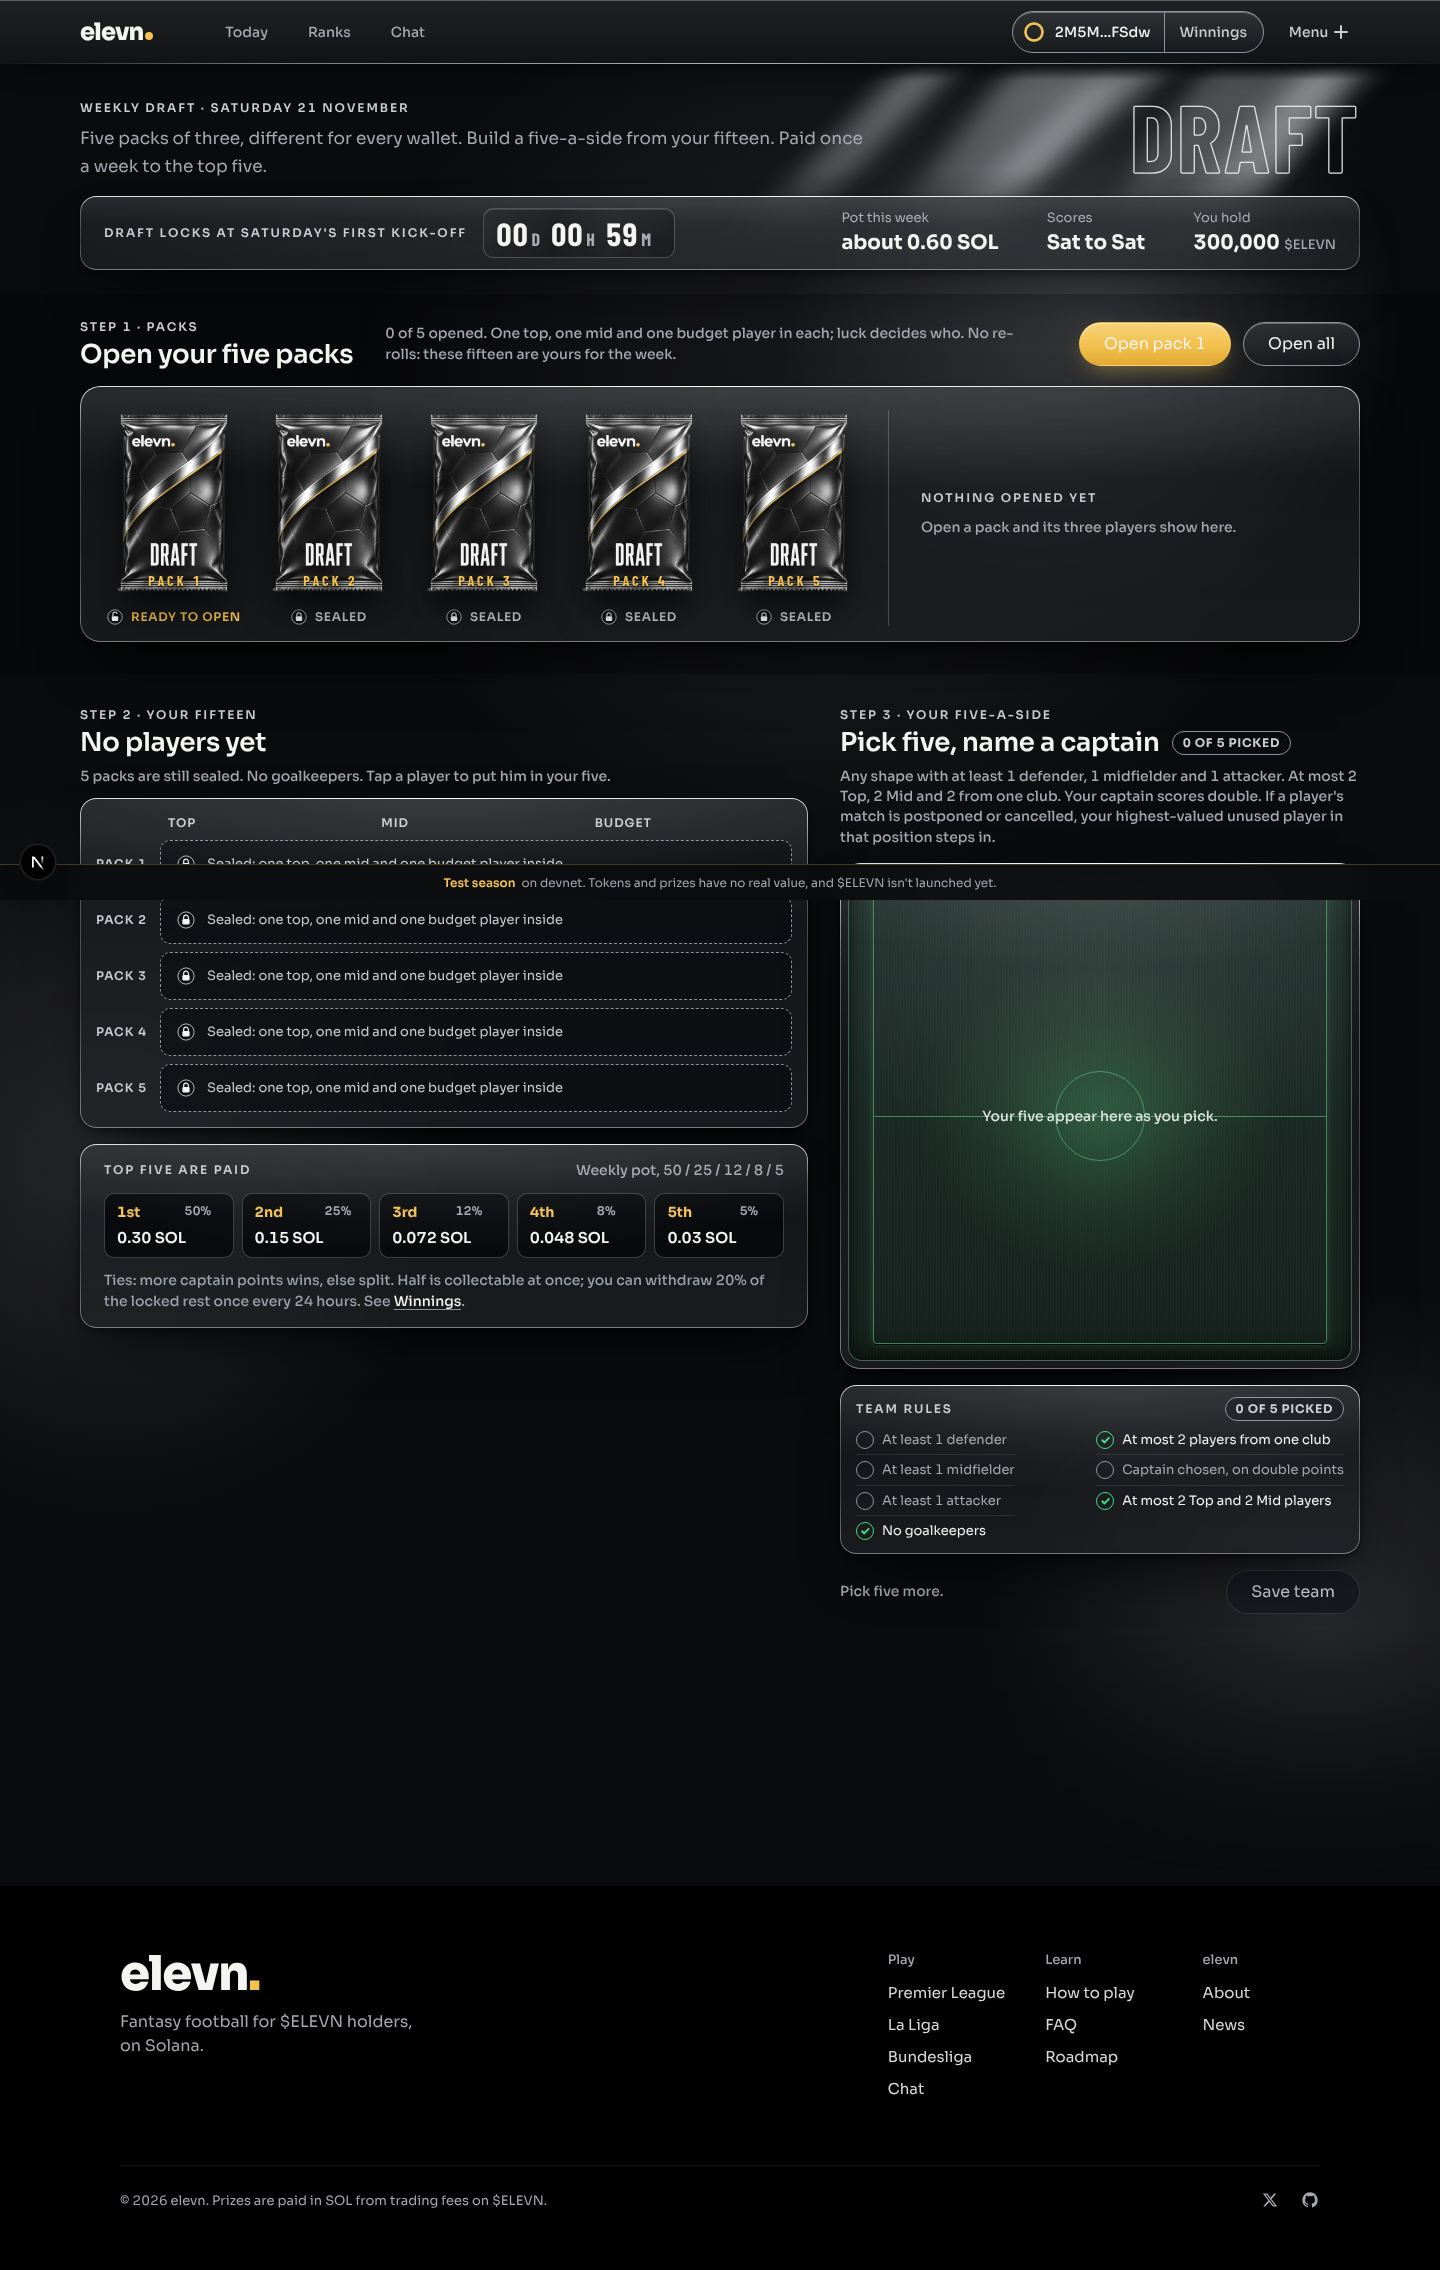 elevn.
Today
Ranks
Chat
2M5M...FSdw
Winnings
Menu
WEEKLY DRAFT · SATURDAY 21 NOVEMBER
Five packs of three, different for every wallet. Build a five-a-side from your fifteen. Paid once
a week to the top five.
DRAFT
DRAFT LOCKS AT SATURDAY'S FIRST KICK-OFF
00 D 00 H 59 M
Pot this week
about 0.60 SOL
Scores
Sat to Sat
You hold
300,000 $ELEVN
STEP 1 · PACKS
Open your five packs
0 of 5 opened. One top, one mid and one budget player in each; luck decides who. No re-
rolls: these fifteen are yours for the week.
Open pack 1
Open all
elevn.
DRAFT
PACK 1
READY TO OPEN
elevn.
DRAFT
PACK 2
SEALED
elevn.
DRAFT
PACK 3
SEALED
elevn.
DRAFT
PACK 4
SEALED
elevn.
DRAFT
PACK 5
SEALED
NOTHING OPENED YET
Open a pack and its three players show here.
STEP 2 · YOUR FIFTEEN
No players yet
5 packs are still sealed. No goalkeepers. Tap a player to put him in your five.
TOP
MID
BUDGET
PACK 1
Sealed: one top, one mid and one budget player inside
N
Test season on devnet. Tokens and prizes have no real value, and $ELEVN isn't launched yet.
PACK 2
Sealed: one top, one mid and one budget player inside
PACK 3
Sealed: one top, one mid and one budget player inside
PACK 4
Sealed: one top, one mid and one budget player inside
PACK 5
Sealed: one top, one mid and one budget player inside
TOP FIVE ARE PAID
Weekly pot, 50 / 25 / 12 / 8 / 5
1st 50%
0.30 SOL
2nd 25%
0.15 SOL
3rd 12%
0.072 SOL
4th 8%
0.048 SOL
5th 5%
0.03 SOL
Ties: more captain points wins, else split. Half is collectable at once; you can withdraw 20% of
the locked rest once every 24 hours. See Winnings.
STEP 3 · YOUR FIVE-A-SIDE
Pick five, name a captain
0 OF 5 PICKED
Any shape with at least 1 defender, 1 midfielder and 1 attacker. At most 2
Top, 2 Mid and 2 from one club. Your captain scores double. If a player's
match is postponed or cancelled, your highest-valued unused player in
that position steps in.
Your five appear here as you pick.
TEAM RULES
0 OF 5 PICKED
At least 1 defender
At least 1 midfielder
At least 1 attacker
No goalkeepers
At most 2 players from one club
Captain chosen, on double points
At most 2 Top and 2 Mid players
Pick five more.
Save team
elevn.
Fantasy football for $ELEVN holders,
on Solana.
Play
Premier League
La Liga
Bundesliga
Chat
Learn
How to play
FAQ
Roadmap
elevn
About
News
© 2026 elevn. Prizes are paid in SOL from trading fees on $ELEVN.